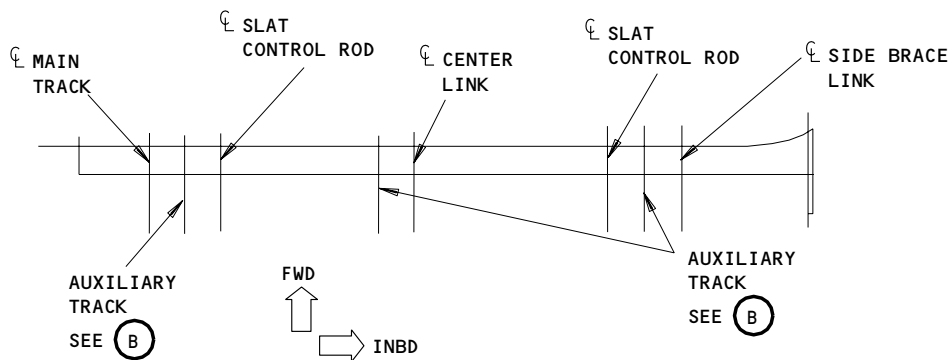 ℄ SLAT
CONTROL ROD
℄ SLAT
CONTROL ROD
℄ MAIN
TRACK
℄ CENTER
LINK
℄ SIDE BRACE
LINK
AUXILIARY
TRACK
SEE B
FWD
INBD
AUXILIARY
TRACK
SEE B